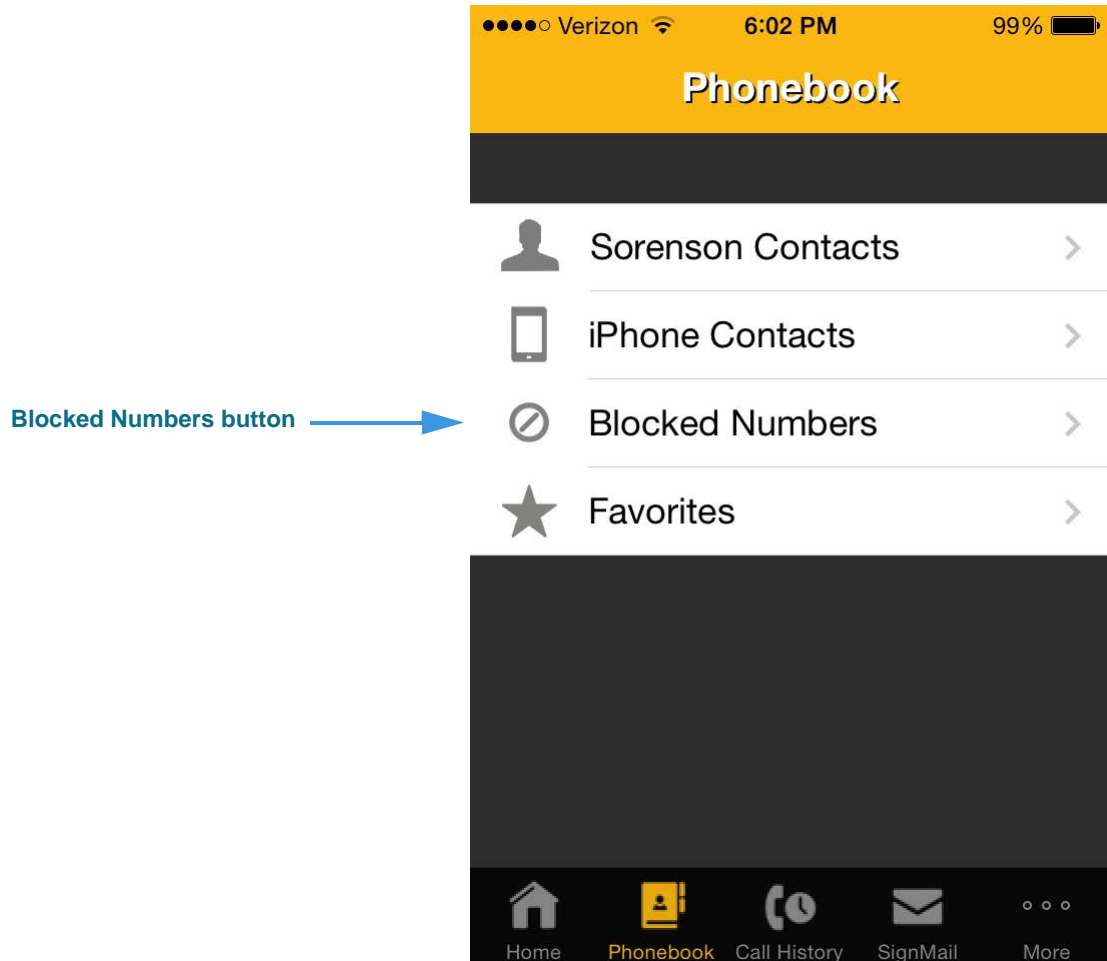 Verizon 6:02 PM 99%
Phonebook
Sorenson Contacts
iPhone Contacts
Blocked Numbers button
Blocked Numbers
Favorites
Home Phonebook Call History SignMail More